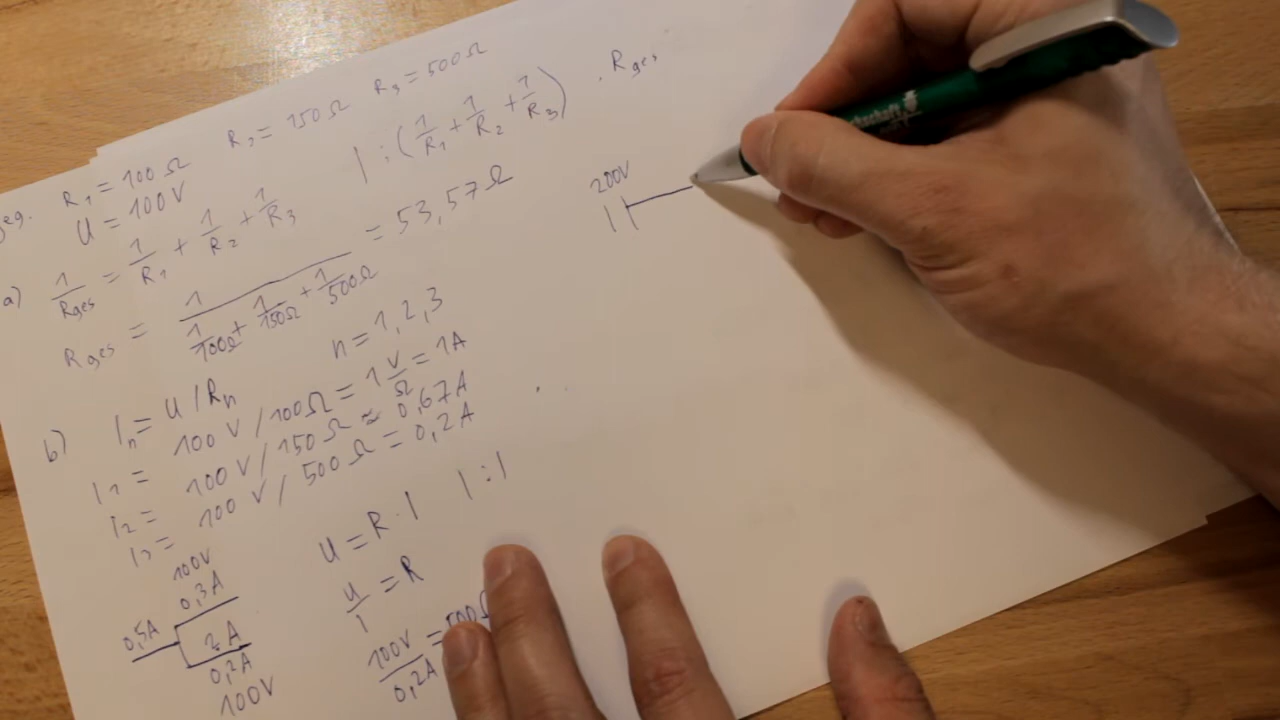 geg. R1 = 100 Ω R2 = 150 Ω R3 = 500 Ω
U = 100V
a) 1/Rges = 1/R1 + 1/R2 + 1/R3 | : (1/R1 + 1/R2 + 1/R3) · Rges
Rges = 1/(1/100Ω + 1/150Ω + 1/500Ω) = 53,57 Ω
b) In = U / Rn n = 1, 2, 3
I1 = 100 V / 100 Ω = 1 V/Ω = 1A
I2 = 100 V / 150 Ω ≈ 0,67 A
I3 = 100 V / 500 Ω = 0,2 A
100V
0,3A
0,5A
0,2A
100V
U = R · I | : I
U/I = R
100V/0,2A = 500Ω
200V